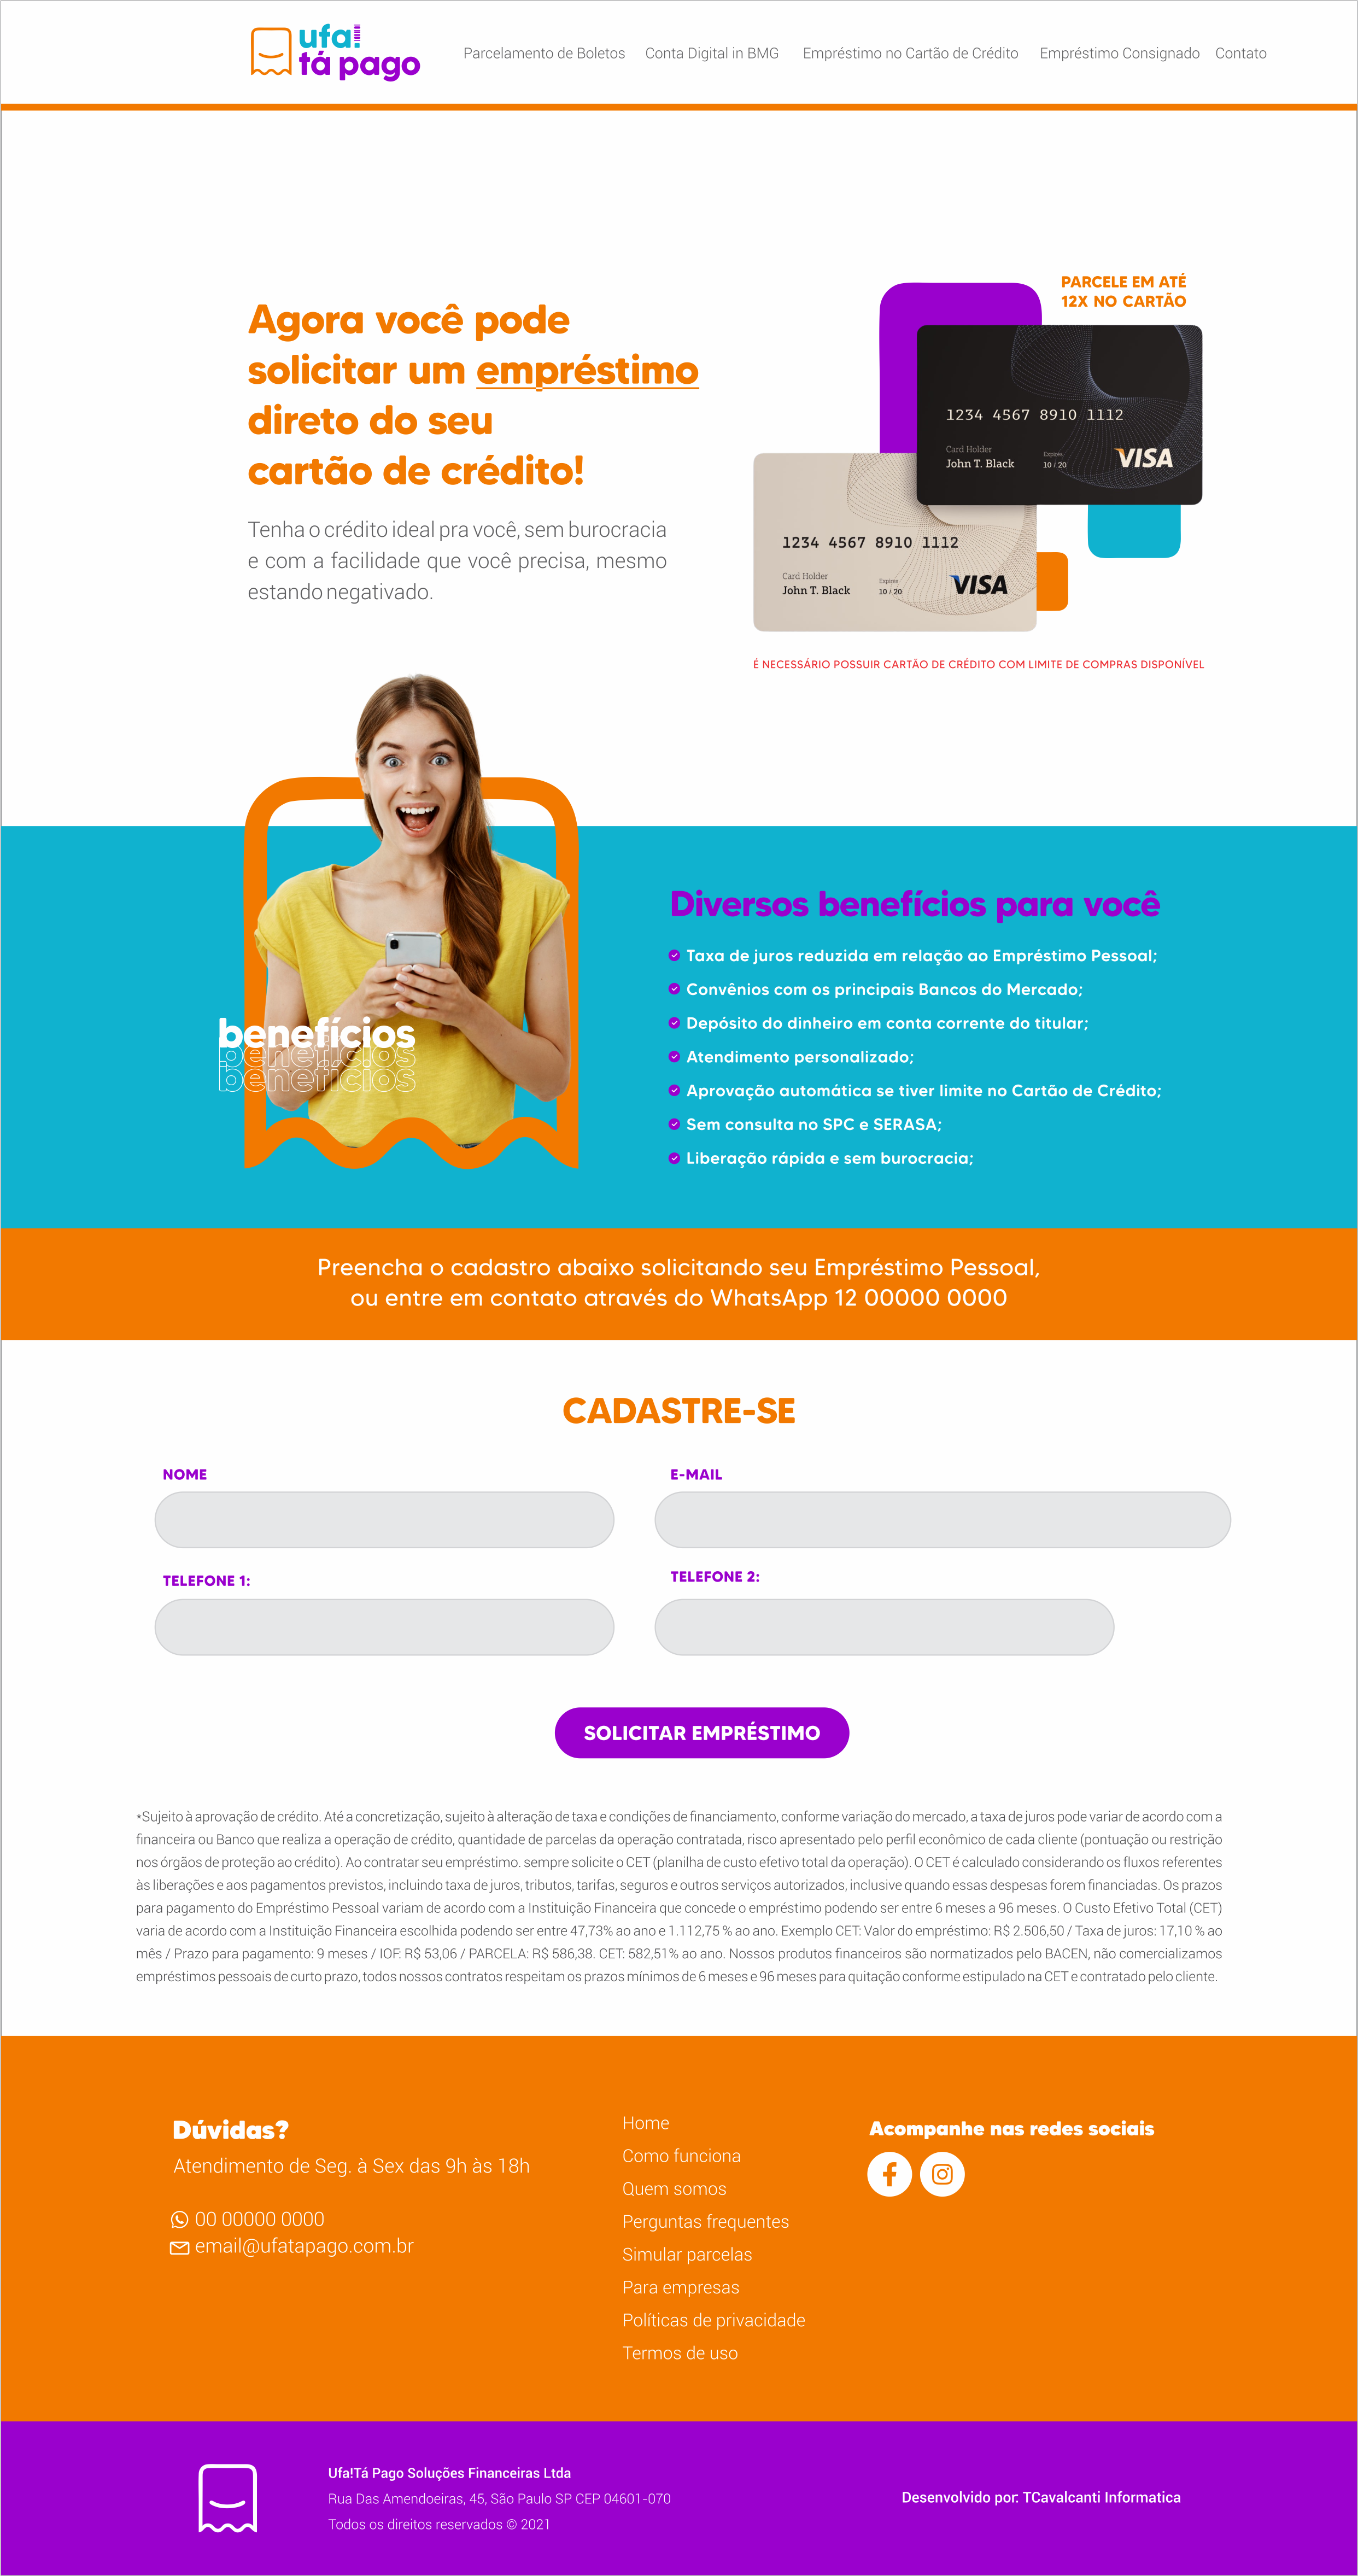 ufa!
tá pago
Parcelamento de Boletos Conta Digital in BMG Empréstimo no Cartão de Crédito Empréstimo Consignado Contato
Agora você pode
solicitar um empréstimo
direto do seu
cartão de crédito!
Tenha o crédito ideal pra você, sem burocracia
e com a facilidade que você precisa, mesmo
estando negativado.
PARCELE EM ATÉ
12X NO CARTÃO
1234 4567 8910 1112
Card Holder
Expires
John T. Black
10 / 20
VISA
1234 4567 8910 1112
Card Holder
Expires
John T. Black
10 / 20
VISA
É NECESSÁRIO POSSUIR CARTÃO DE CRÉDITO COM LIMITE DE COMPRAS DISPONÍVEL
benefícios
benefícios
benefícios
Diversos benefícios para você
Taxa de juros reduzida em relação ao Empréstimo Pessoal;
Convênios com os principais Bancos do Mercado;
Depósito do dinheiro em conta corrente do titular;
Atendimento personalizado;
Aprovação automática se tiver limite no Cartão de Crédito;
Sem consulta no SPC e SERASA;
Liberação rápida e sem burocracia;
Preencha o cadastro abaixo solicitando seu Empréstimo Pessoal,
ou entre em contato através do WhatsApp 12 00000 0000
CADASTRE-SE
NOME
E-MAIL
TELEFONE 1:
TELEFONE 2:
SOLICITAR EMPRÉSTIMO
*Sujeito à aprovação de crédito. Até a concretização, sujeito à alteração de taxa e condições de financiamento, conforme variação do mercado, a taxa de juros pode variar de acordo com a
financeira ou Banco que realiza a operação de crédito, quantidade de parcelas da operação contratada, risco apresentado pelo perfil econômico de cada cliente (pontuação ou restrição
nos órgãos de proteção ao crédito). Ao contratar seu empréstimo. sempre solicite o CET (planilha de custo efetivo total da operação). O CET é calculado considerando os fluxos referentes
às liberações e aos pagamentos previstos, incluindo taxa de juros, tributos, tarifas, seguros e outros serviços autorizados, inclusive quando essas despesas forem financiadas. Os prazos
para pagamento do Empréstimo Pessoal variam de acordo com a Instituição Financeira que concede o empréstimo podendo ser entre 6 meses a 96 meses. O Custo Efetivo Total (CET)
varia de acordo com a Instituição Financeira escolhida podendo ser entre 47,73% ao ano e 1.112,75 % ao ano. Exemplo CET: Valor do empréstimo: R$ 2.506,50 / Taxa de juros: 17,10 % ao
mês / Prazo para pagamento: 9 meses / IOF: R$ 53,06 / PARCELA: R$ 586,38. CET: 582,51% ao ano. Nossos produtos financeiros são normatizados pelo BACEN, não comercializamos
empréstimos pessoais de curto prazo, todos nossos contratos respeitam os prazos mínimos de 6 meses e 96 meses para quitação conforme estipulado na CET e contratado pelo cliente.
Dúvidas?
Atendimento de Seg. à Sex das 9h às 18h
00 00000 0000
email@ufatapago.com.br
Home
Como funciona
Quem somos
Perguntas frequentes
Simular parcelas
Para empresas
Políticas de privacidade
Termos de uso
Acompanhe nas redes sociais
Ufa!Tá Pago Soluções Financeiras Ltda
Rua Das Amendoeiras, 45, São Paulo SP CEP 04601-070
Todos os direitos reservados © 2021
Desenvolvido por: TCavalcanti Informatica